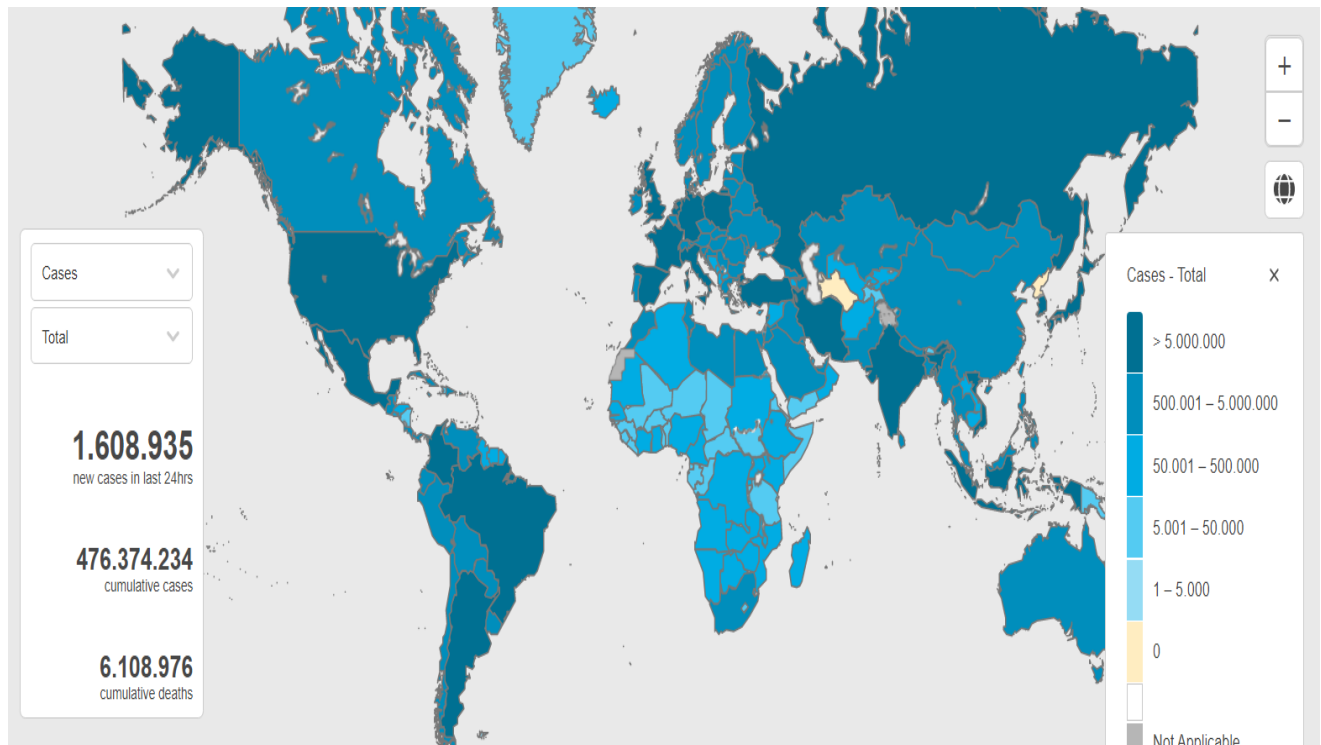 +
−
Cases
Total
1.608.935
new cases in last 24hrs
476.374.234
cumulative cases
6.108.976
cumulative deaths
Cases - Total X
> 5.000.000
500.001 – 5.000.000
50.001 – 500.000
5.001 – 50.000
1 – 5.000
0
Not Applicable